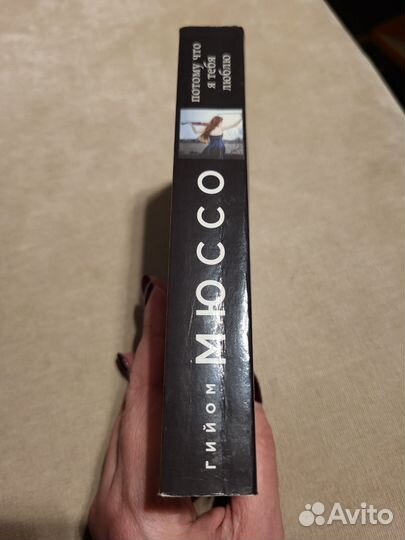 потому что
я тебя
люблю
ГИЙОМ МЮССО
Avito